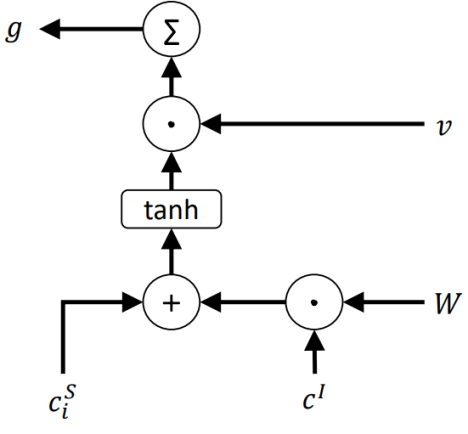 g
Σ
·
v
tanh
+
·
W
c_i^S
c^I